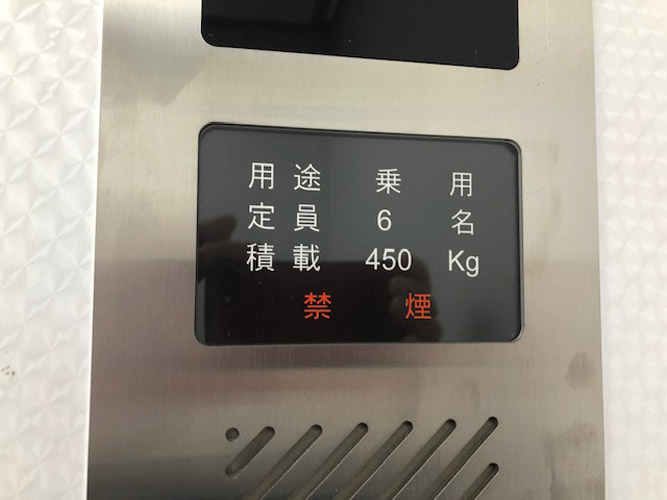 用途 乗用
定員 6 名
積載 450 Kg
禁煙